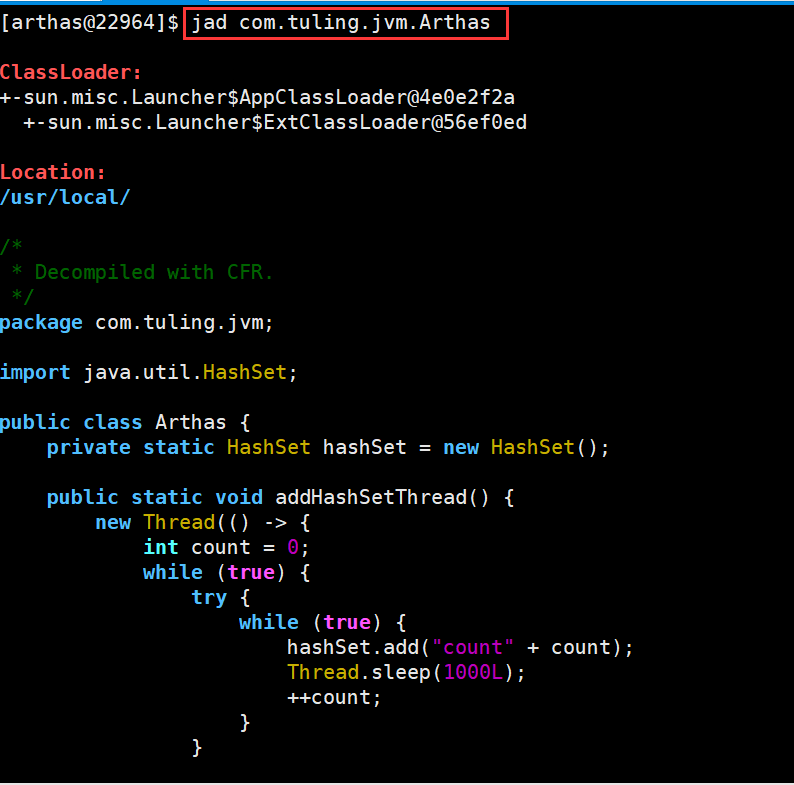 [arthas@22964]$ jad com.tuling.jvm.Arthas
ClassLoader:
+-sun.misc.Launcher$AppClassLoader@4e0e2f2a
  +-sun.misc.Launcher$ExtClassLoader@56ef0ed
Location:
/usr/local/
/*
 * Decompiled with CFR.
 */
package com.tuling.jvm;
import java.util.HashSet;
public class Arthas {
    private static HashSet hashSet = new HashSet();
    public static void addHashSetThread() {
        new Thread(() -> {
            int count = 0;
            while (true) {
                try {
                    while (true) {
                        hashSet.add("count" + count);
                        Thread.sleep(1000L);
                        ++count;
                    }
                }